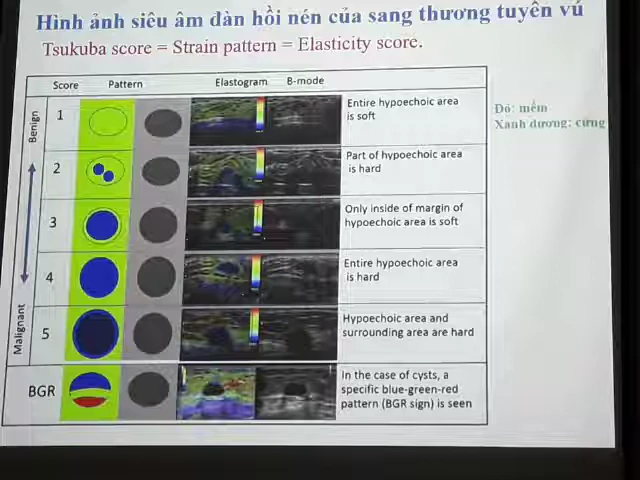 Hình ảnh siêu âm đàn hồi nén của sang thương tuyến vú
Tsukuba score = Strain pattern = Elasticity score.
Score Pattern Elastogram B-mode
Benign
Malignant
1
Entire hypoechoic area
is soft
2
Part of hypoechoic area
is hard
3
Only inside of margin of
hypoechoic area is soft
4
Entire hypoechoic area
is hard
5
Hypoechoic area and
surrounding area are hard
BGR
In the case of cysts, a
specific blue-green-red
pattern (BGR sign) is seen
Đỏ: mềm
Xanh dương: cứng